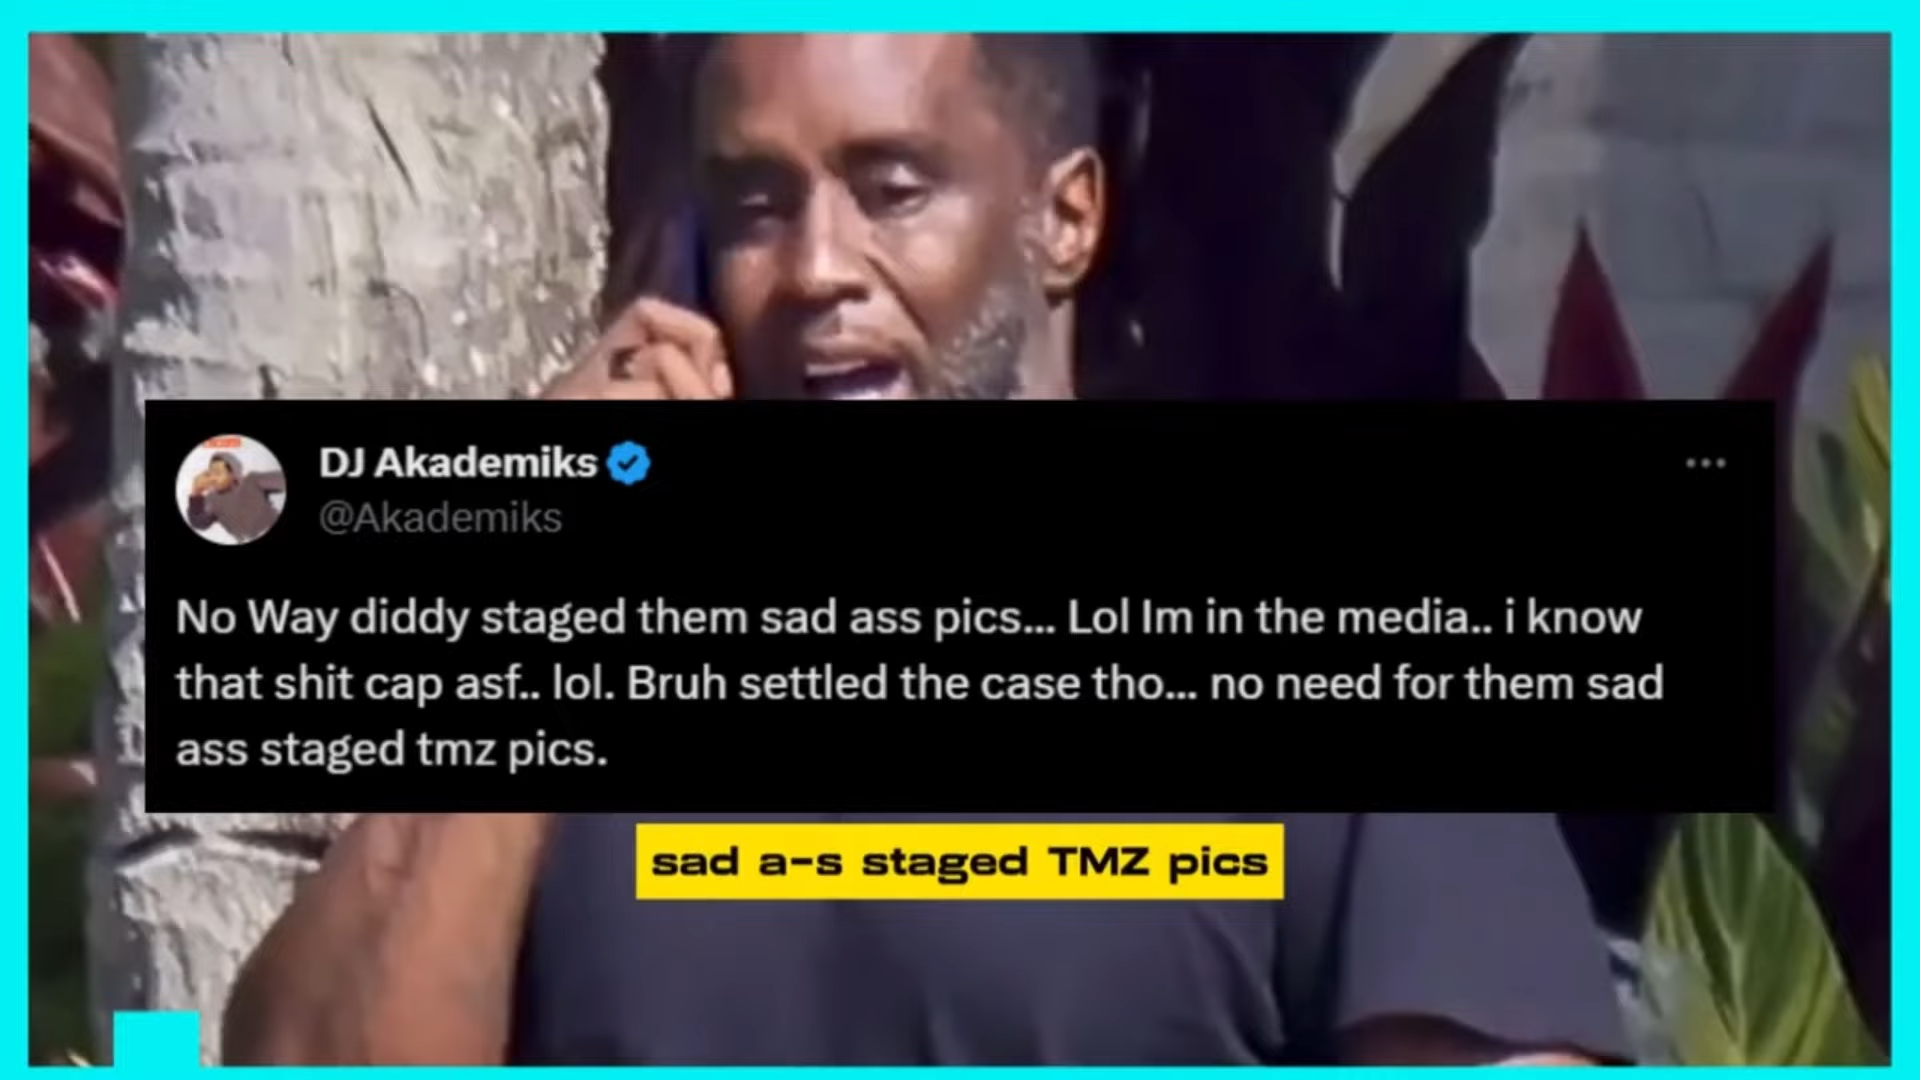 DJ Akademiks
@Akademiks
No Way diddy staged them sad ass pics... Lol Im in the media.. i know
that shit cap asf.. lol. Bruh settled the case tho... no need for them sad
ass staged tmz pics.
sad a-s staged TMZ pics